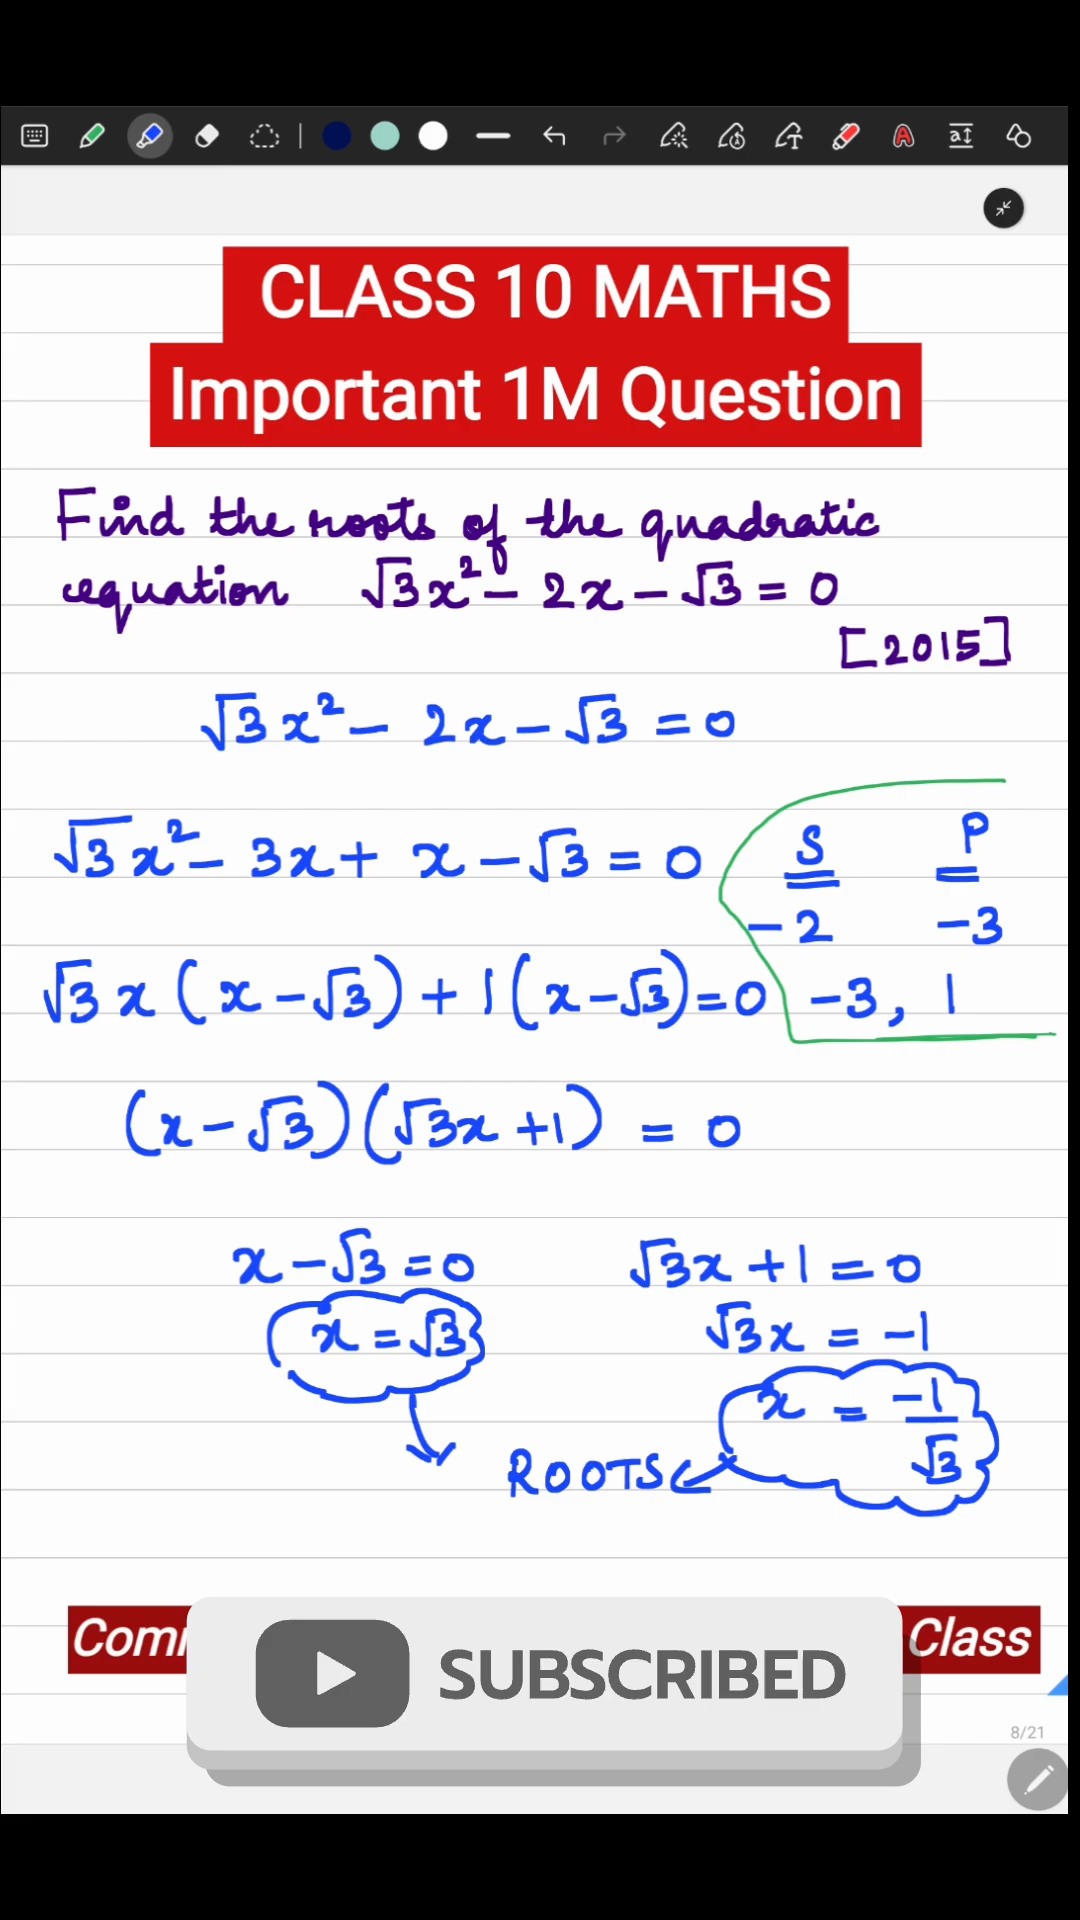 CLASS 10 MATHS
Important 1M Question
Find the roots of the quadratic
equation √3x² - 2x - √3 = 0
[2015]
√3x² - 2x - √3 = 0
√3x² - 3x + x - √3 = 0
S P
-2 -3
√3x(x-√3)+1(x-√3)=0
-3, 1
(x-√3)(√3x+1) = 0
x-√3=0 √3x+1=0
x=√3 √3x = -1
x = -1/√3
ROOTS
Class
SUBSCRIBED
8/21